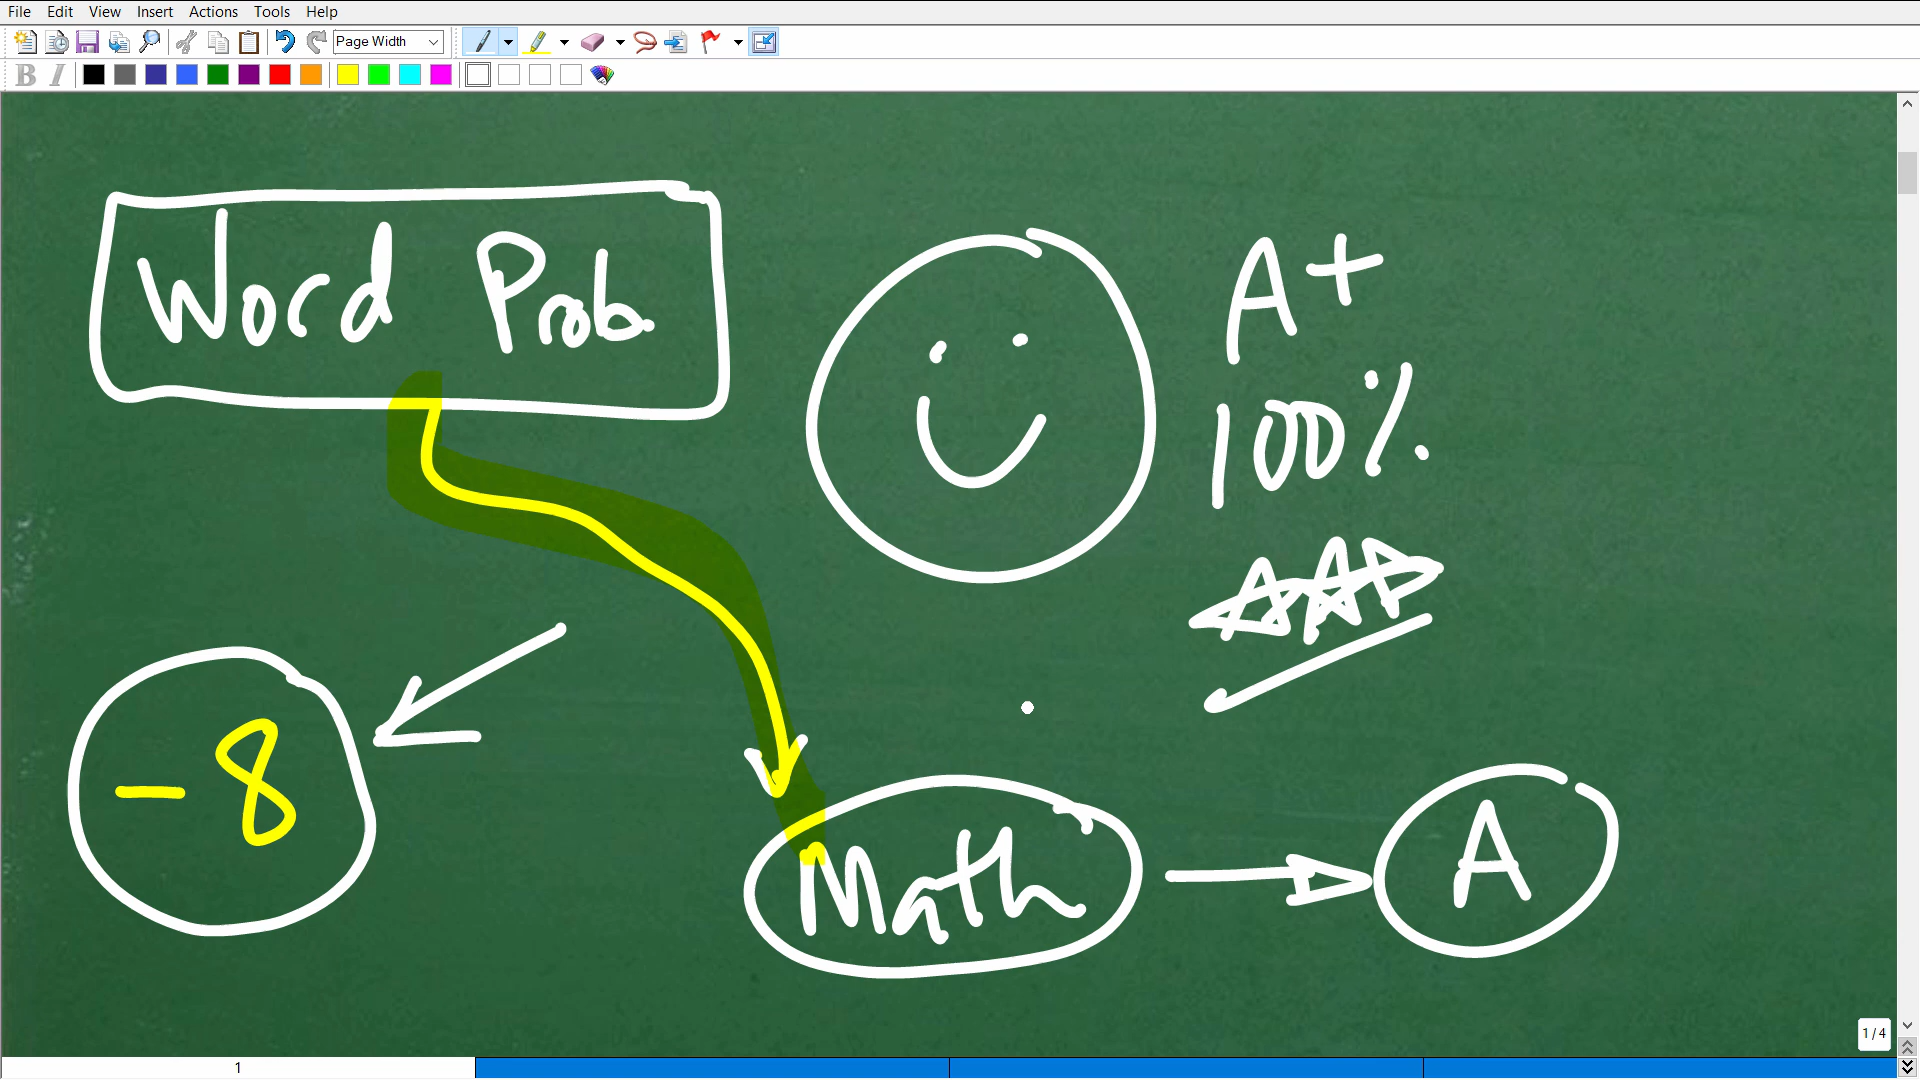 File Edit View Insert Actions Tools Help
Page Width
B I
Word Prob.
A+
100%
- 8
Math
A
1 / 4
1